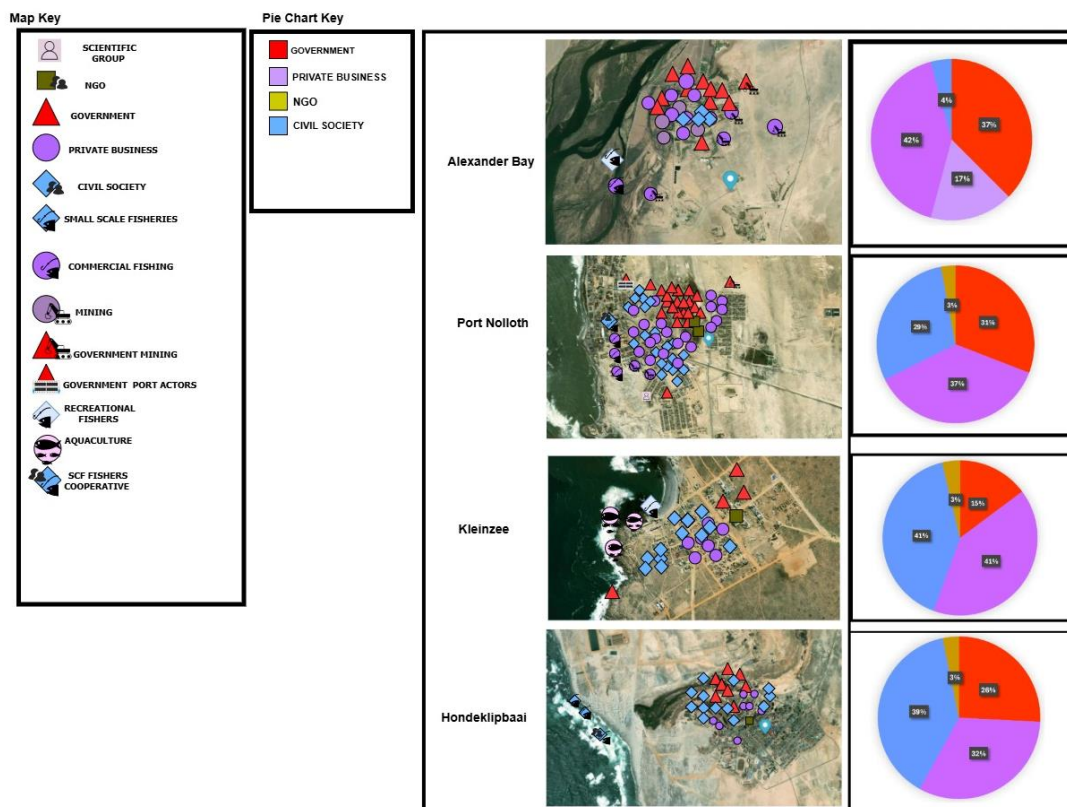 Map Key
SCIENTIFIC
GROUP
NGO
GOVERNMENT
PRIVATE BUSINESS
CIVIL SOCIETY
SMALL SCALE FISHERIES
COMMERCIAL FISHING
MINING
GOVERNMENT MINING
GOVERNMENT PORT ACTORS
RECREATIONAL
FISHERS
AQUACULTURE
SCF FISHERS
COOPERATIVE
Pie Chart Key
GOVERNMENT
PRIVATE BUSINESS
NGO
CIVIL SOCIETY
Alexander Bay
4%
37%
42%
17%
Port Nolloth
3%
31%
29%
37%
Kleinzee
3%
15%
41%
41%
Hondeklipbaai
3%
26%
39%
32%